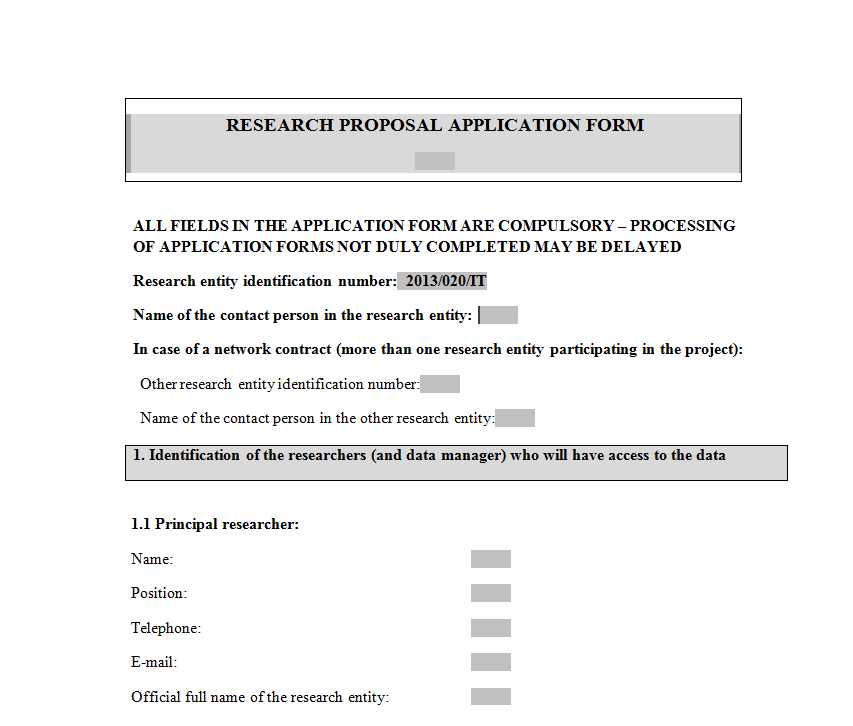 RESEARCH PROPOSAL APPLICATION FORM
ALL FIELDS IN THE APPLICATION FORM ARE COMPULSORY – PROCESSING
OF APPLICATION FORMS NOT DULY COMPLETED MAY BE DELAYED
Research entity identification number: 2013/020/IT
Name of the contact person in the research entity:
In case of a network contract (more than one research entity participating in the project):
Other research entity identification number:
Name of the contact person in the other research entity:
1. Identification of the researchers (and data manager) who will have access to the data
1.1 Principal researcher:
Name:
Position:
Telephone:
E-mail:
Official full name of the research entity: